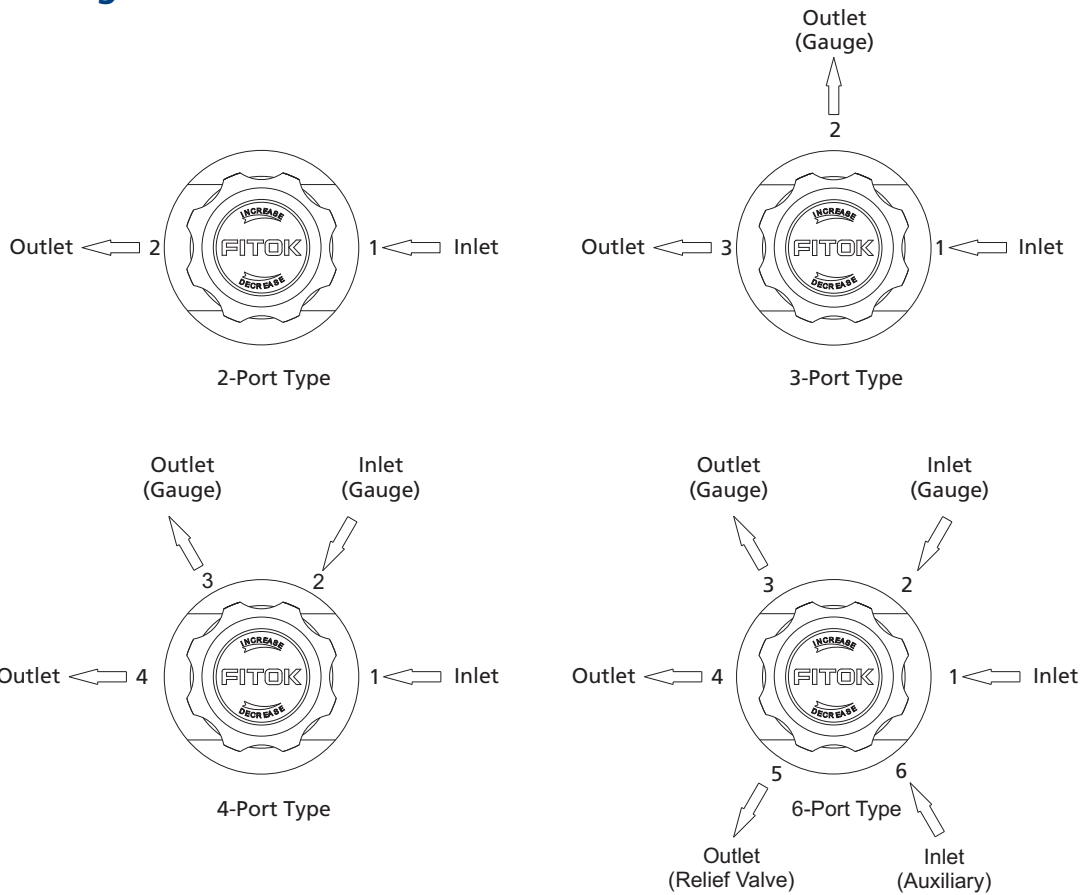 Outlet
(Gauge)
2
INCREASE
FITOK
DECREASE
Outlet 2 1 Inlet
2-Port Type
INCREASE
FITOK
DECREASE
Outlet 3 1 Inlet
3-Port Type
Outlet
(Gauge)
Inlet
(Gauge)
3 2
INCREASE
FITOK
DECREASE
Outlet 4 1 Inlet
4-Port Type
Outlet
(Gauge)
Inlet
(Gauge)
3 2
INCREASE
FITOK
DECREASE
Outlet 4 1 Inlet
5 6
6-Port Type
Outlet
(Relief Valve)
Inlet
(Auxiliary)